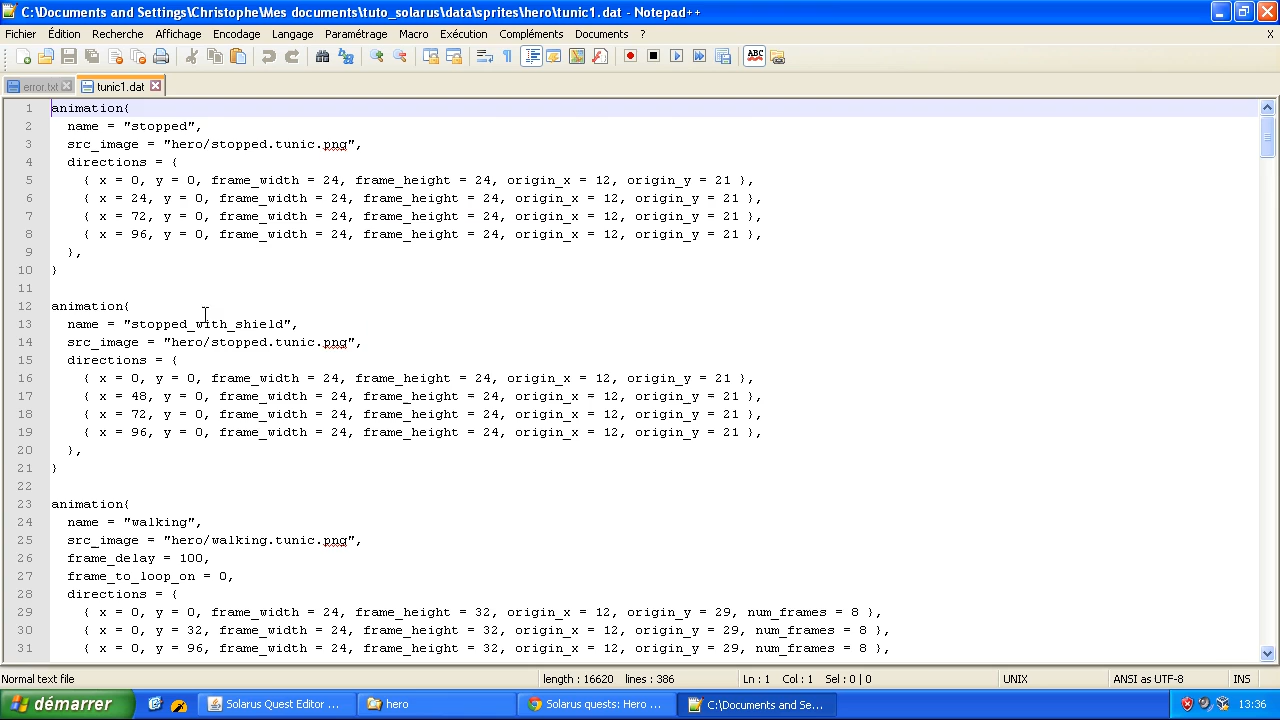 C:\Documents and Settings\Christophe\Mes documents\tuto_solarus\data\sprites\hero\tunic1.dat - Notepad++
Fichier Édition Recherche Affichage Encodage Langage Paramétrage Macro Exécution Compléments Documents ? X
error.txt tunic1.dat
1 animation{
2 name = "stopped",
3 src_image = "hero/stopped.tunic.png",
4 directions = {
5 { x = 0, y = 0, frame_width = 24, frame_height = 24, origin_x = 12, origin_y = 21 },
6 { x = 24, y = 0, frame_width = 24, frame_height = 24, origin_x = 12, origin_y = 21 },
7 { x = 72, y = 0, frame_width = 24, frame_height = 24, origin_x = 12, origin_y = 21 },
8 { x = 96, y = 0, frame_width = 24, frame_height = 24, origin_x = 12, origin_y = 21 },
9 },
10 }
11
12 animation{
13 name = "stopped_with_shield",
14 src_image = "hero/stopped.tunic.png",
15 directions = {
16 { x = 0, y = 0, frame_width = 24, frame_height = 24, origin_x = 12, origin_y = 21 },
17 { x = 48, y = 0, frame_width = 24, frame_height = 24, origin_x = 12, origin_y = 21 },
18 { x = 72, y = 0, frame_width = 24, frame_height = 24, origin_x = 12, origin_y = 21 },
19 { x = 96, y = 0, frame_width = 24, frame_height = 24, origin_x = 12, origin_y = 21 },
20 },
21 }
22
23 animation{
24 name = "walking",
25 src_image = "hero/walking.tunic.png",
26 frame_delay = 100,
27 frame_to_loop_on = 0,
28 directions = {
29 { x = 0, y = 0, frame_width = 24, frame_height = 32, origin_x = 12, origin_y = 29, num_frames = 8 },
30 { x = 0, y = 32, frame_width = 24, frame_height = 32, origin_x = 12, origin_y = 29, num_frames = 8 },
31 { x = 0, y = 96, frame_width = 24, frame_height = 32, origin_x = 12, origin_y = 29, num_frames = 8 },
Normal text file length : 16620 lines : 386 Ln : 1 Col : 1 Sel : 0 | 0 UNIX ANSI as UTF-8 INS
démarrer Solarus Quest Editor ... hero Solarus quests: Hero ... C:\Documents and Se... 13:36